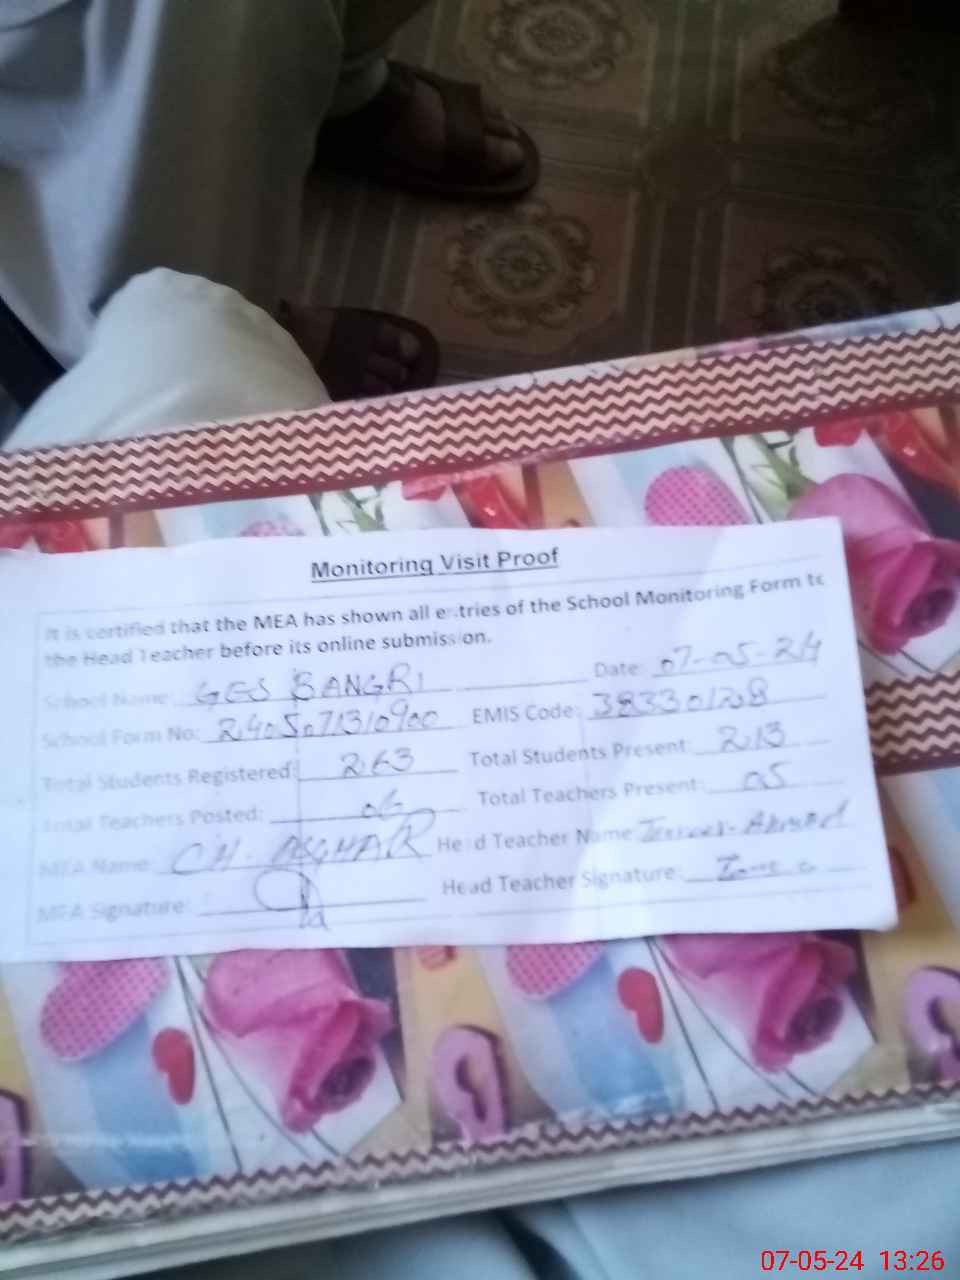 Monitoring Visit Proof
It is certified that the MEA has shown all entries of the School Monitoring Form to
the Head Teacher before its online submission.
School Name: GES BANGRI Date: 07-05-24
School Form No: 2405071310900 EMIS Code: 38330128
Total Students Registered: 263 Total Students Present: 213
Total Teachers Posted: 06 Total Teachers Present: 05
MEA Name: CH. ASGHAR Head Teacher Name: Ahmad
MEA Signature: Head Teacher Signature:
07-05-24 13:26